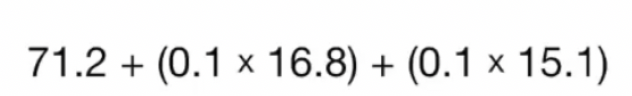 71.2 + (0.1 × 16.8) + (0.1 × 15.1)